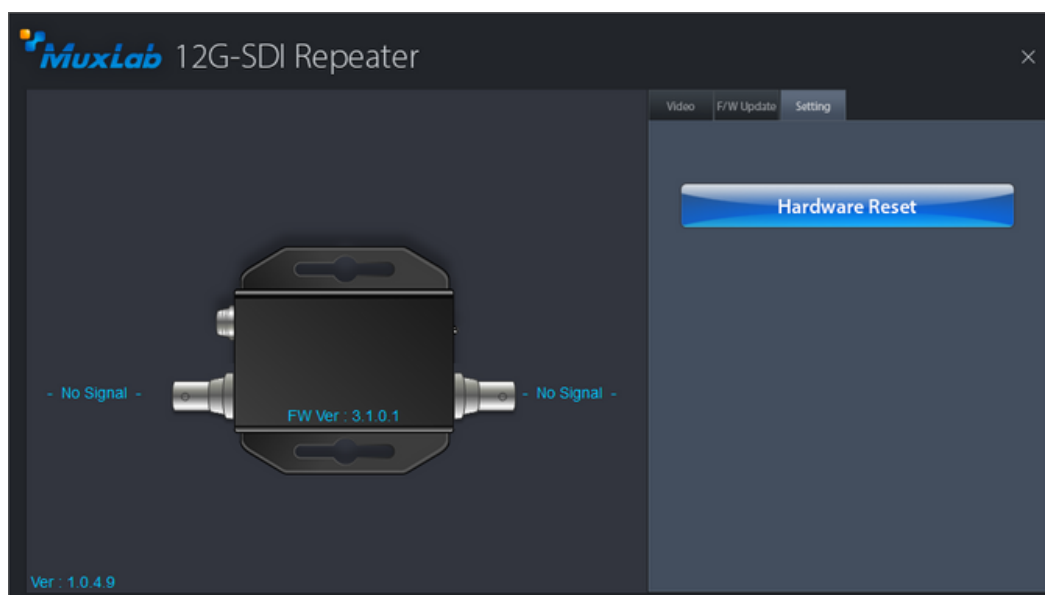 MuxLab 12G-SDI Repeater
Video F/W Update Setting
Hardware Reset
- No Signal - - No Signal -
FW Ver : 3.1.0.1
Ver : 1.0.4.9